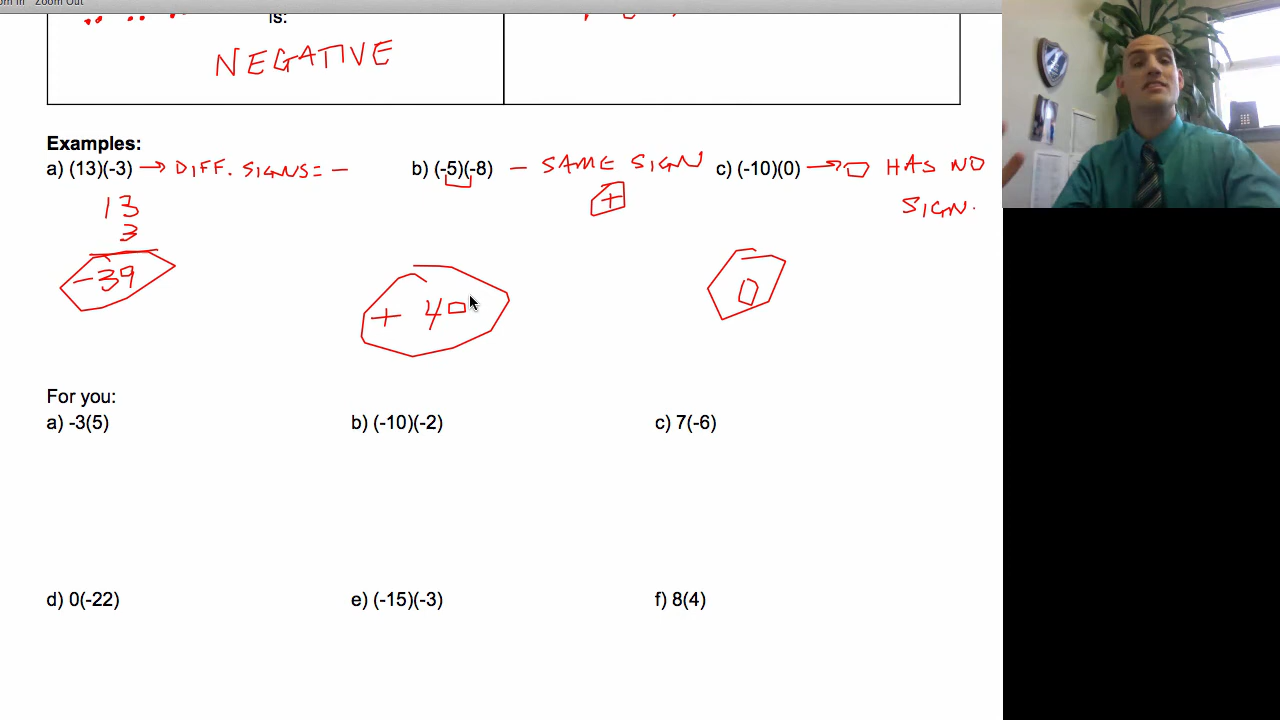 Zoom Out
is:
NEGATIVE
Examples:
a) (13)(-3) → DIFF. SIGNS = − b) (-5)(-8) − SAME SIGN c) (-10)(0) → 0 HAS NO
13 + SIGN.
3
-39 + 40 0
For you:
a) -3(5) b) (-10)(-2) c) 7(-6)
d) 0(-22) e) (-15)(-3) f) 8(4)